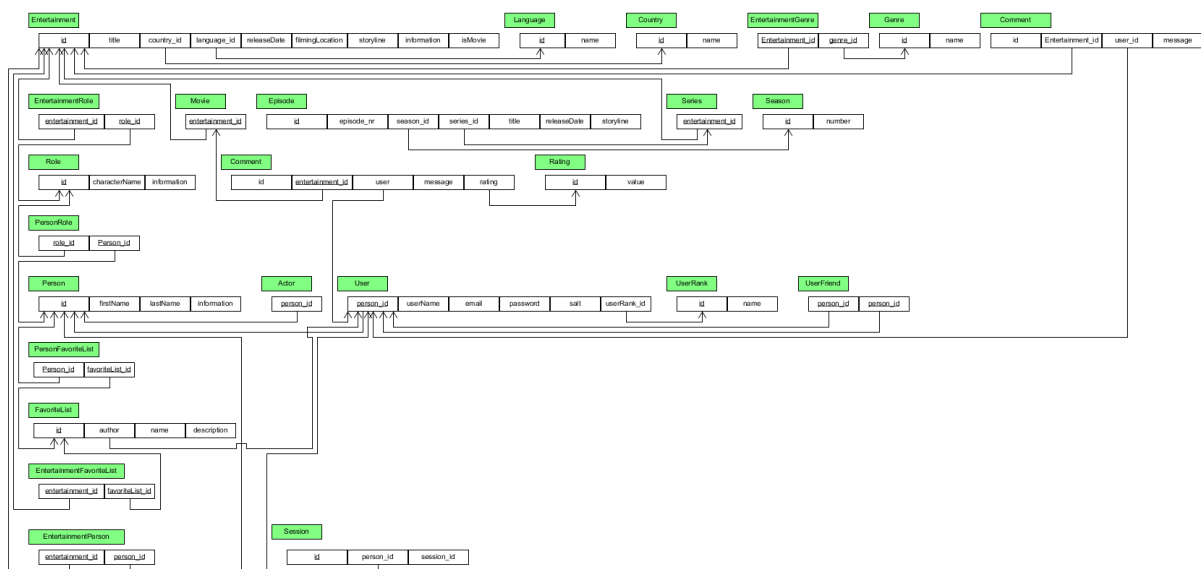 Entertainment Language Country EntertainmentGenre Genre Comment
id title country_id language_id releaseDate filmingLocation storyline information isMovie id name id name Entertainment_id genre_id id name id Entertainment_id user_id message
EntertainmentRole Movie Episode Series Season
entertainment_id role_id entertainment_id id episode_nr season_id series_id title releaseDate storyline entertainment_id id number
Role Comment Rating
id characterName information id entertainment_id user message rating id value
PersonRole
role_id Person_id
Person Actor User UserRank UserFriend
id firstName lastName information person_id person_id userName email password salt userRank_id id name person_id person_id
PersonFavoriteList
Person_id favoriteList_id
FavoriteList
id author name description
EntertainmentFavoriteList
entertainment_id favoriteList_id
EntertainmentPerson Session
entertainment_id person_id id person_id session_id